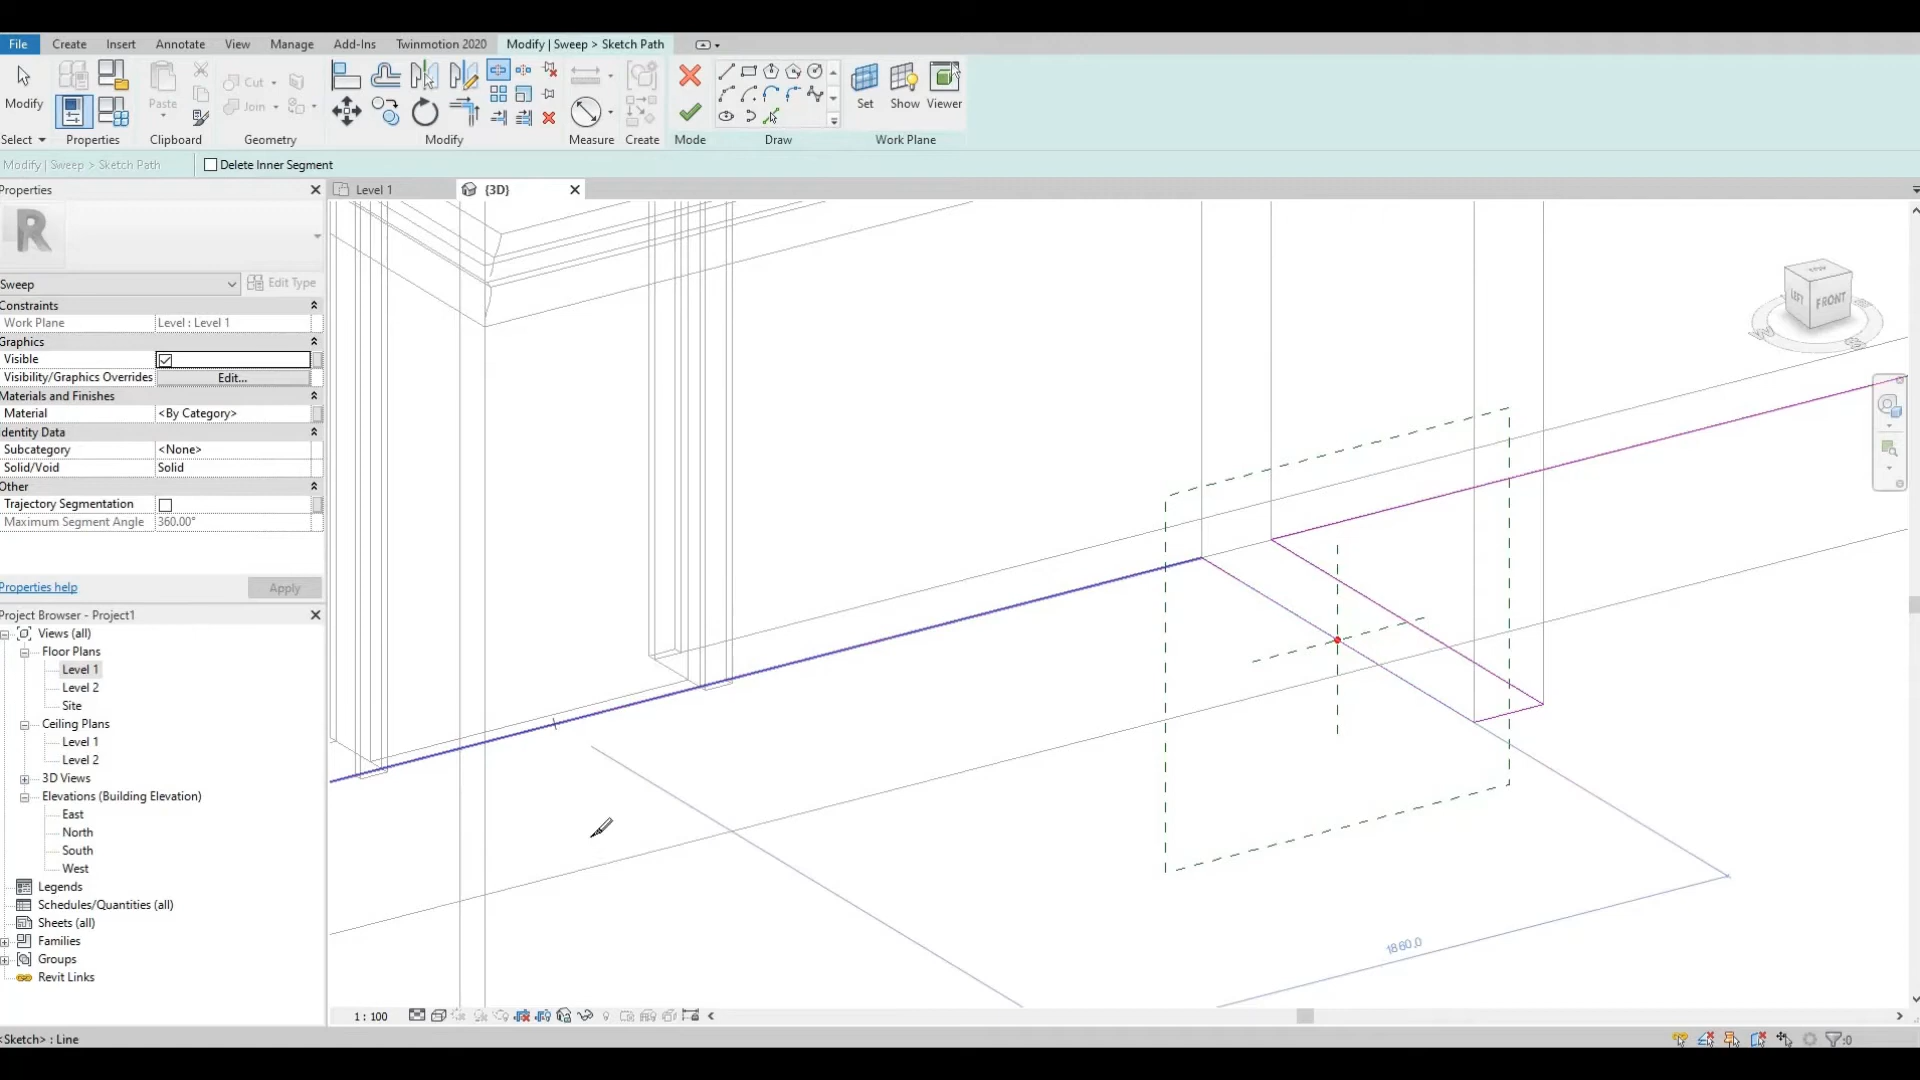 File Create Insert Annotate View Manage Add-Ins Twinmotion 2020 Modify | Sweep > Sketch Path
Modify Paste Cut Join Set Show Viewer
Select Properties Clipboard Geometry Modify Measure Create Mode Draw Work Plane
Modify | Sweep > Sketch Path Delete Inner Segment
Properties Level 1 {3D}
R
Sweep Edit Type
Constraints
Work Plane Level : Level 1
Graphics
Visible
Visibility/Graphics Overrides Edit...
Materials and Finishes
Material <By Category>
Identity Data
Subcategory <None>
Solid/Void Solid
Other
Trajectory Segmentation
Maximum Segment Angle 360.00°
Properties help Apply
Project Browser - Project1
Views (all)
Floor Plans
Level 1
Level 2
Site
Ceiling Plans
Level 1
Level 2
3D Views
Elevations (Building Elevation)
East
North
South
West
Legends
Schedules/Quantities (all)
Sheets (all)
Families
Groups
Revit Links
LEFT FRONT
1860,0
1 : 100
<Sketch> : Line
:0